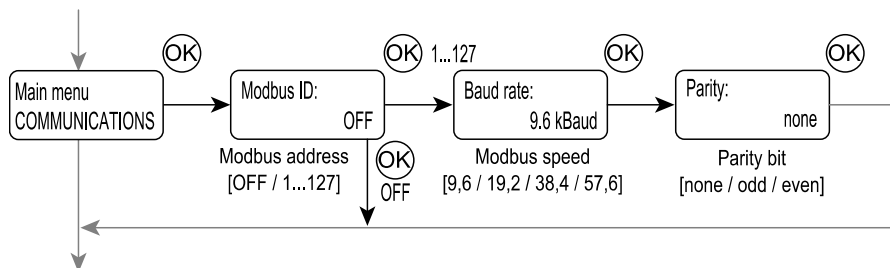 OK
OK 1...127
OK
OK
Main menu
COMMUNICATIONS
Modbus ID:
OFF
Baud rate:
9.6 kBaud
Parity:
none
Modbus address
[OFF / 1...127]
OK
OFF
Modbus speed
[9,6 / 19,2 / 38,4 / 57,6]
Parity bit
[none / odd / even]